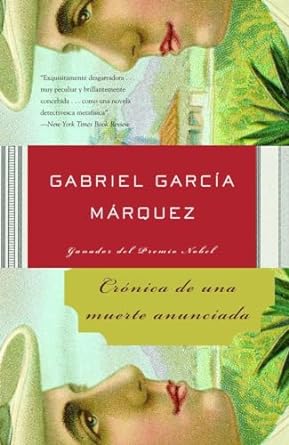 "Exquisitamente desgarradora . . .
muy peculiar y brillantemente
concebida . . . como una novela
detectivesca metafísica"
—New York Times Book Review
GABRIEL GARCÍA
MÁRQUEZ
Ganador del Premio Nobel
Crónica de una
muerte anunciada